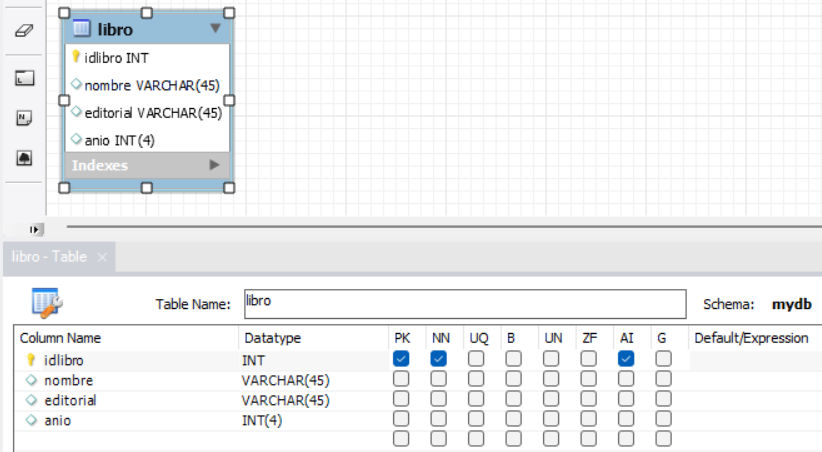 libro
idlibro INT
nombre VARCHAR(45)
editorial VARCHAR(45)
anio INT(4)
Indexes
libro - Table
Table Name: libro Schema: mydb
Column Name Datatype PK NN UQ B UN ZF AI G Default/Expression
idlibro INT
nombre VARCHAR(45)
editorial VARCHAR(45)
anio INT(4)